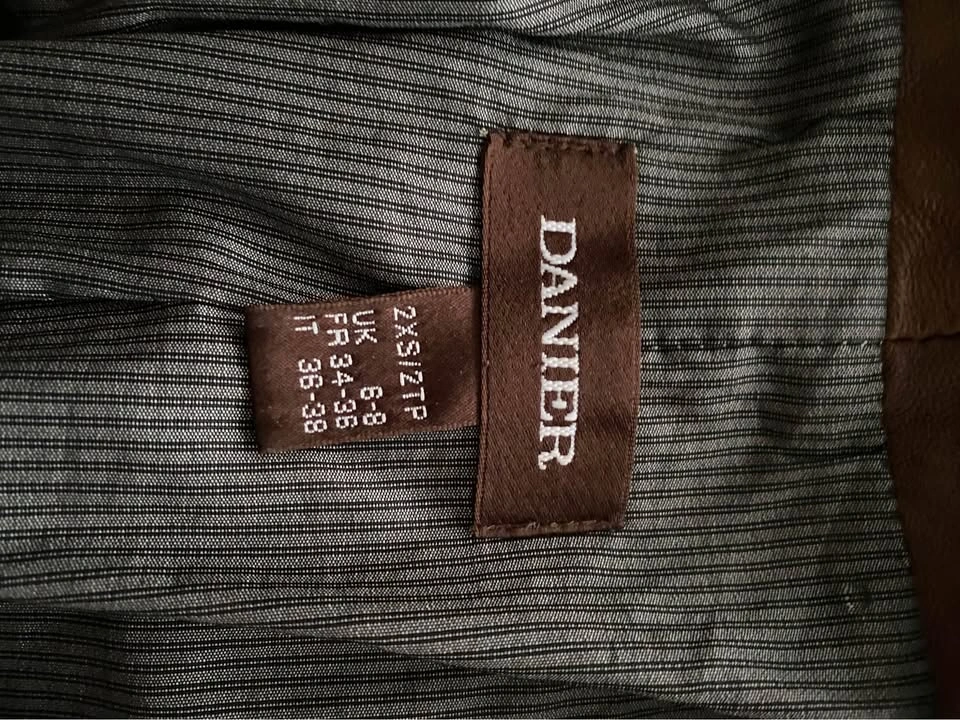 DANIER
2XS/2TP
UK 6-8
FR 34-36
IT 36-38